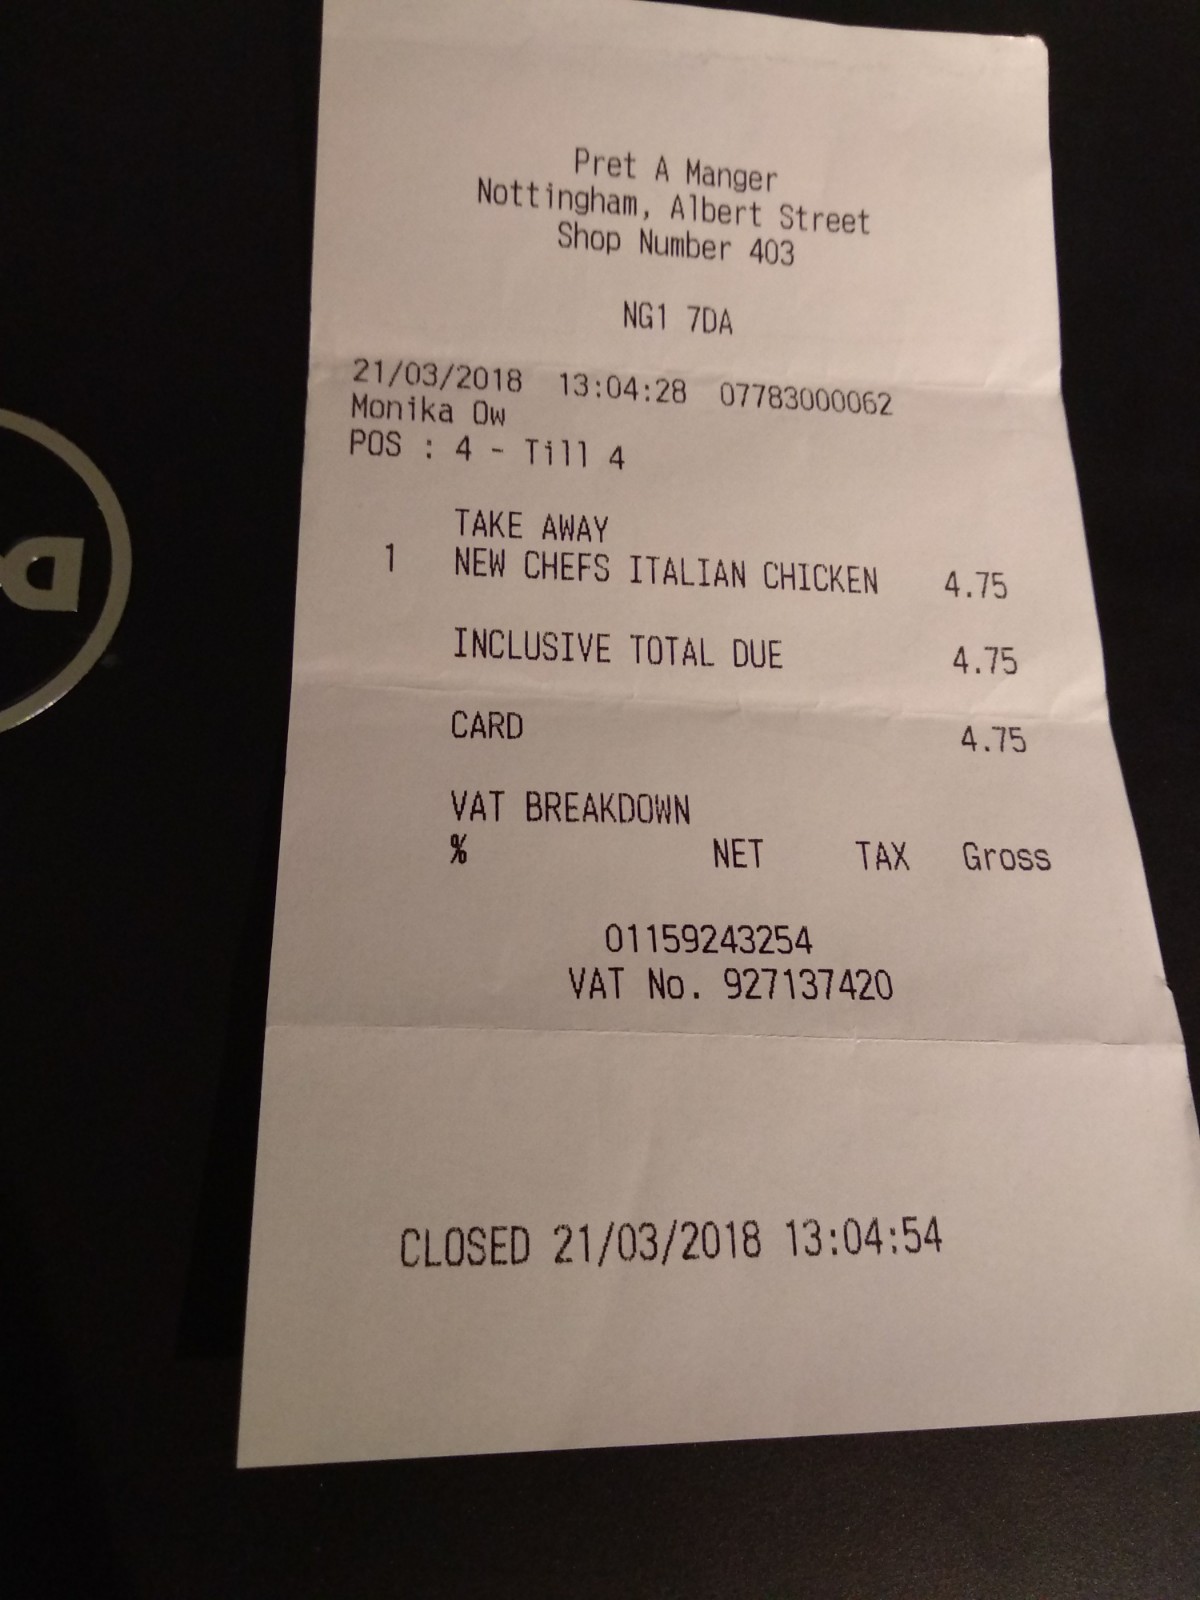 Pret A Manger
Nottingham, Albert Street
Shop Number 403
NG1 7DA
21/03/2018 13:04:28 07783000062
Monika Ow
POS : 4 - Till 4
TAKE AWAY
1 NEW CHEFS ITALIAN CHICKEN 4.75
INCLUSIVE TOTAL DUE 4.75
CARD 4.75
VAT BREAKDOWN
% NET TAX Gross
01159243254
VAT No. 927137420
CLOSED 21/03/2018 13:04:54